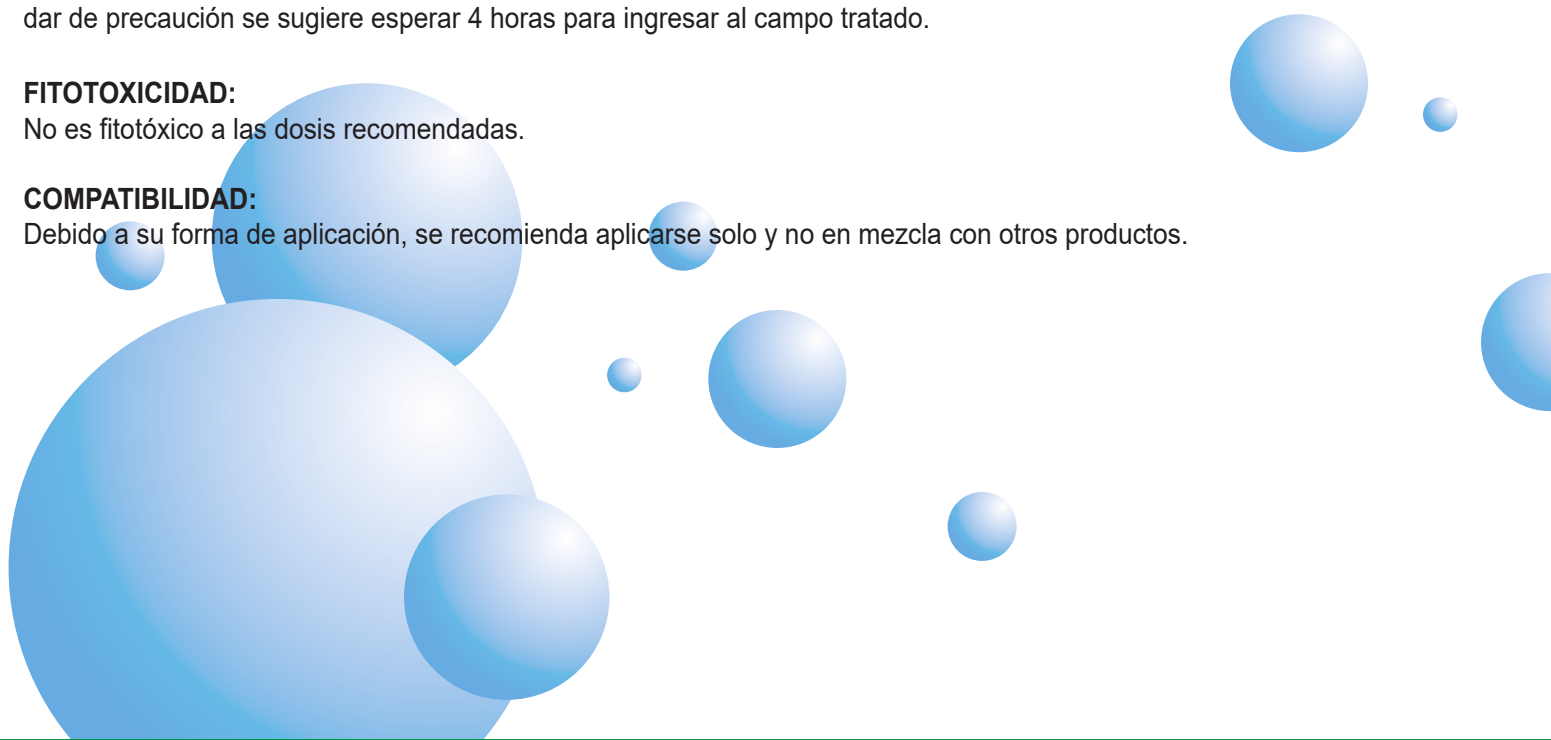 dar de precaución se sugiere esperar 4 horas para ingresar al campo tratado.
FITOTOXICIDAD:
No es fitotóxico a las dosis recomendadas.
COMPATIBILIDAD:
Debido a su forma de aplicación, se recomienda aplicarse solo y no en mezcla con otros productos.